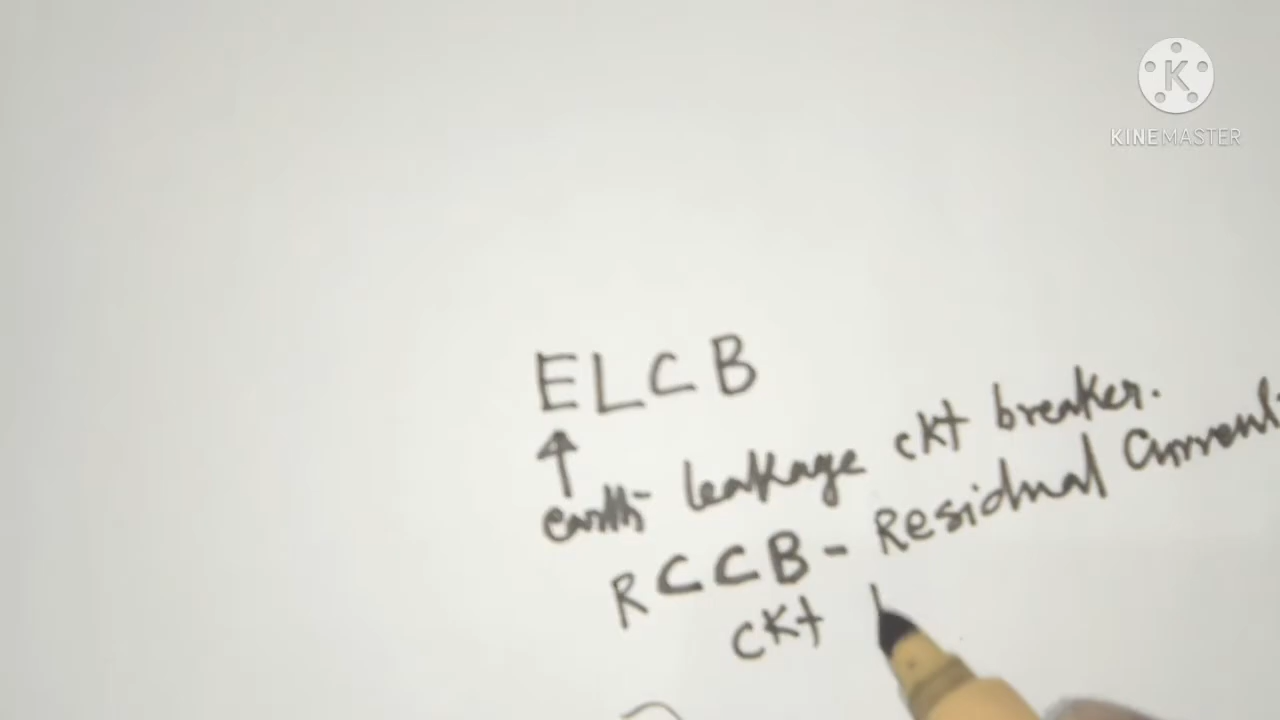 K
KINEMASTER
ELCB
earth leakage ckt breaker.
RCCB - Residual Current
ckt